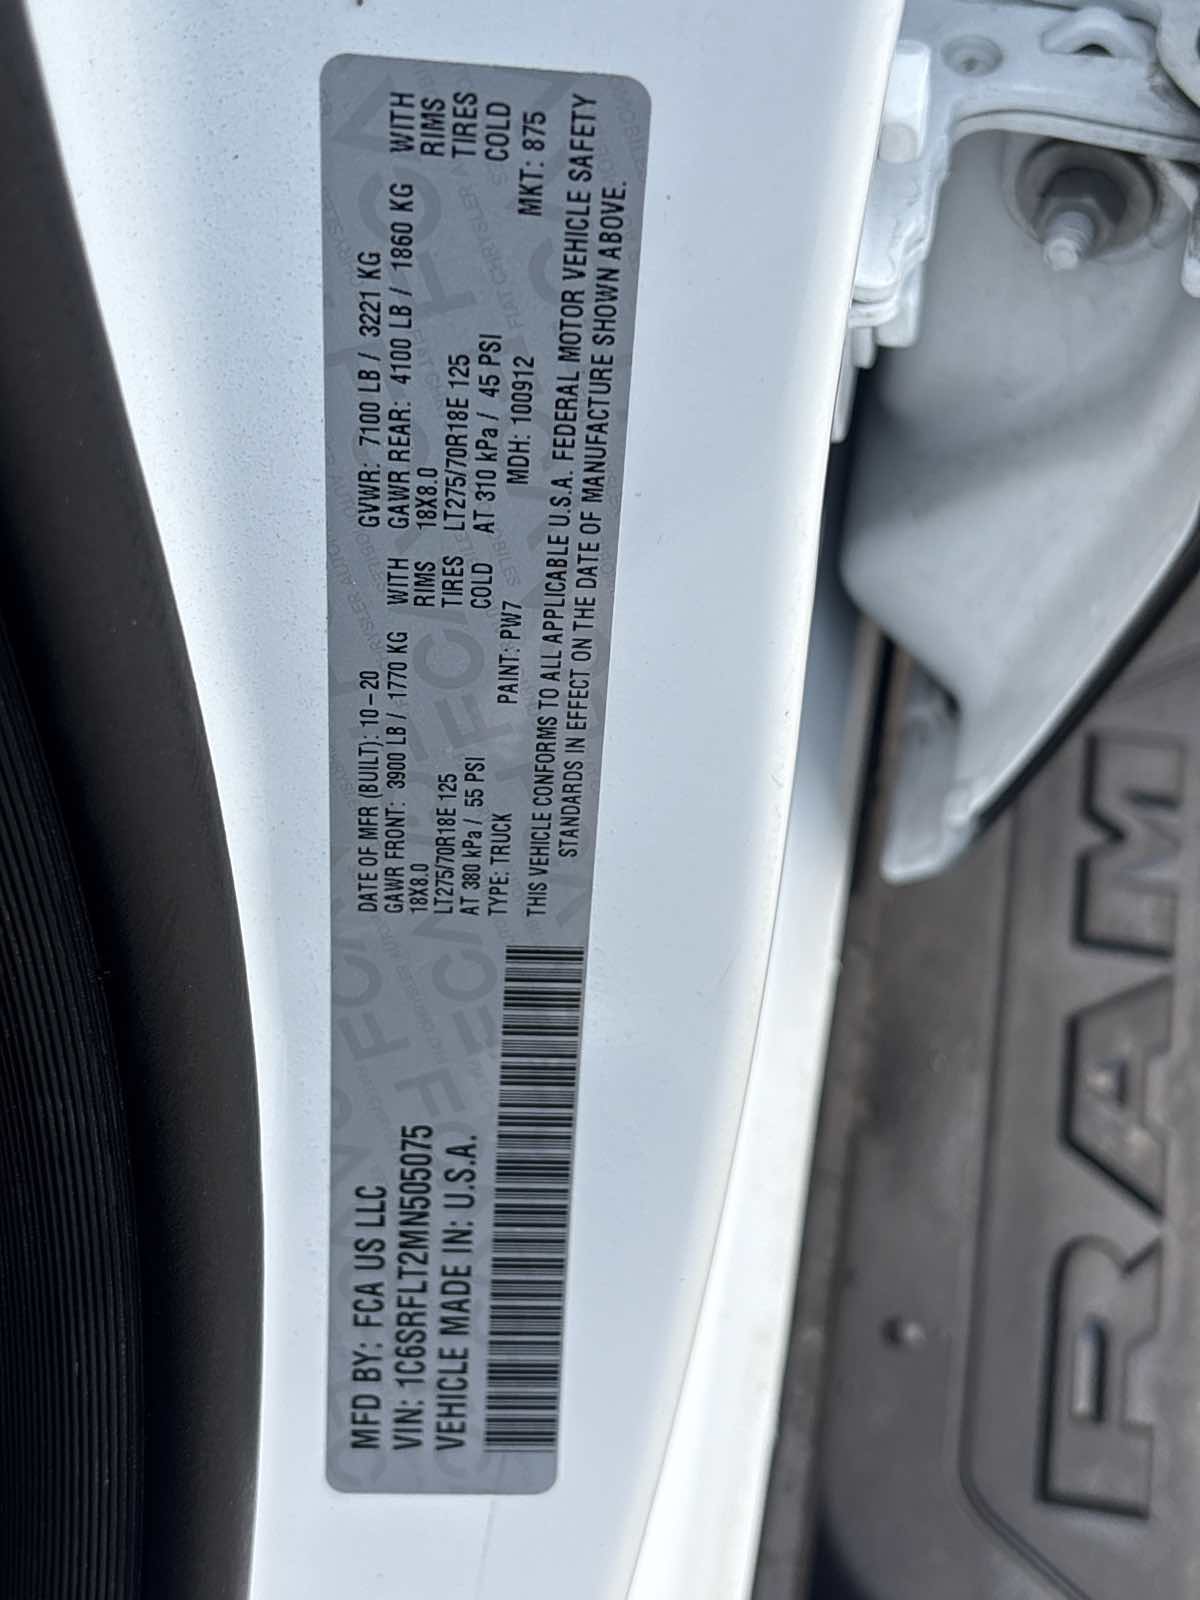 MFD BY: FCA US LLC
VIN: 1C6SRFLT2MN505075
VEHICLE MADE IN: U.S.A.
DATE OF MFR (BUILT): 10-20 GVWR: 7100 LB / 3221 KG
GAWR FRONT: 3900 LB / 1770 KG WITH GAWR REAR: 4100 LB / 1860 KG WITH
18X8.0 RIMS 18X8.0 RIMS
LT275/70R18E 125 TIRES LT275/70R18E 125 TIRES
AT 380 kPa / 55 PSI COLD AT 310 kPa / 45 PSI COLD
TYPE: TRUCK PAINT: PW7 MDH: 100912 MKT: 875
THIS VEHICLE CONFORMS TO ALL APPLICABLE U.S.A. FEDERAL MOTOR VEHICLE SAFETY
STANDARDS IN EFFECT ON THE DATE OF MANUFACTURE SHOWN ABOVE.
RAM